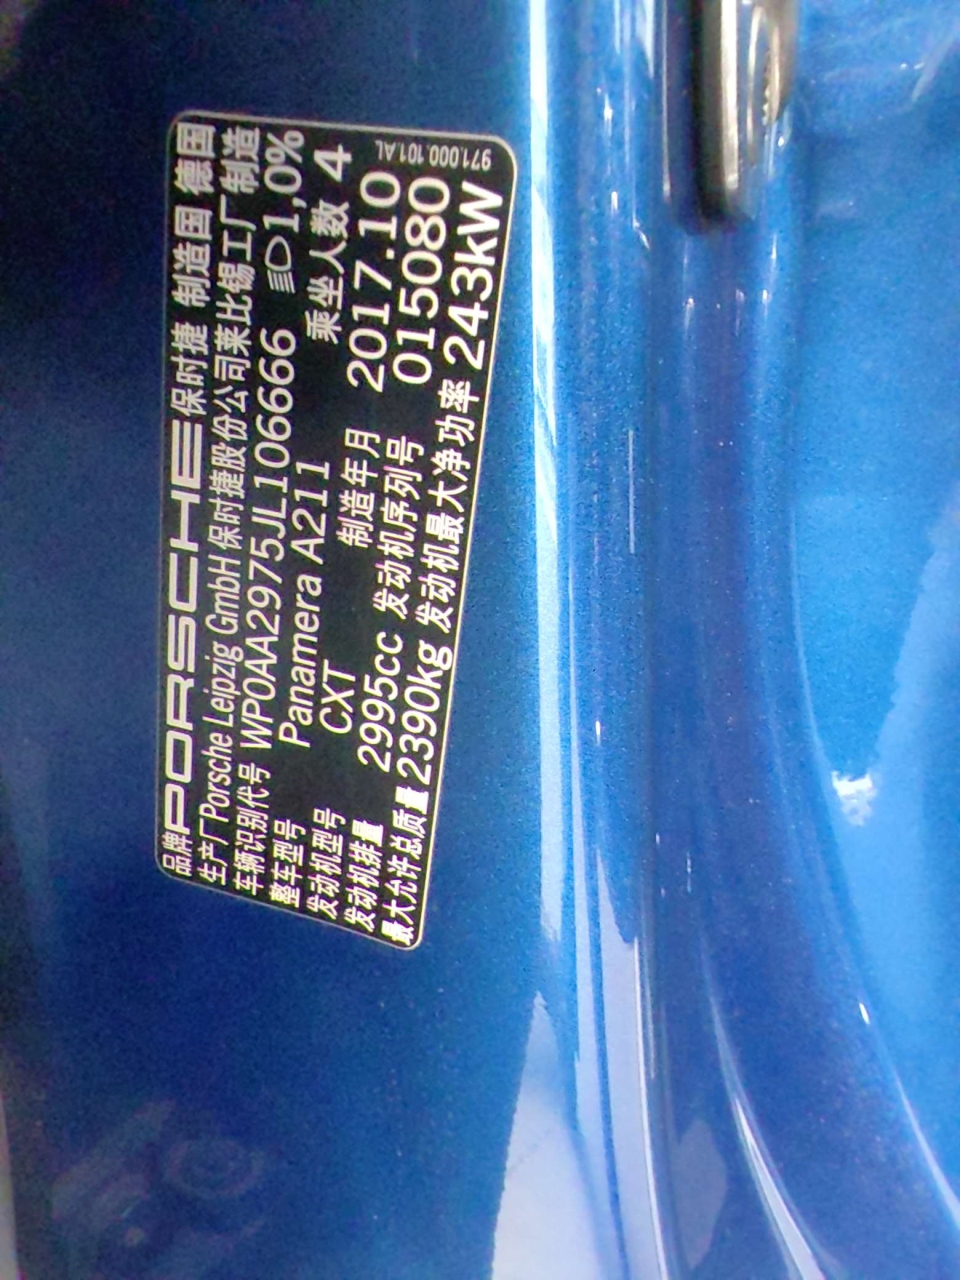 品牌 PORSCHE 保时捷 制造国 德国
生产厂 Porsche Leipzig GmbH 保时捷股份公司莱比锡工厂 制造
车辆识别代号 WP0AA2975JL106666 1,0%
整车型号 Panamera A211 乘坐人数 4
发动机型号 CXT 制造年月 2017.10
发动机排量 2995cc 发动机序列号 015080
最大允许总质量 2390kg 发动机最大净功率 243kW
971.000.101.AL